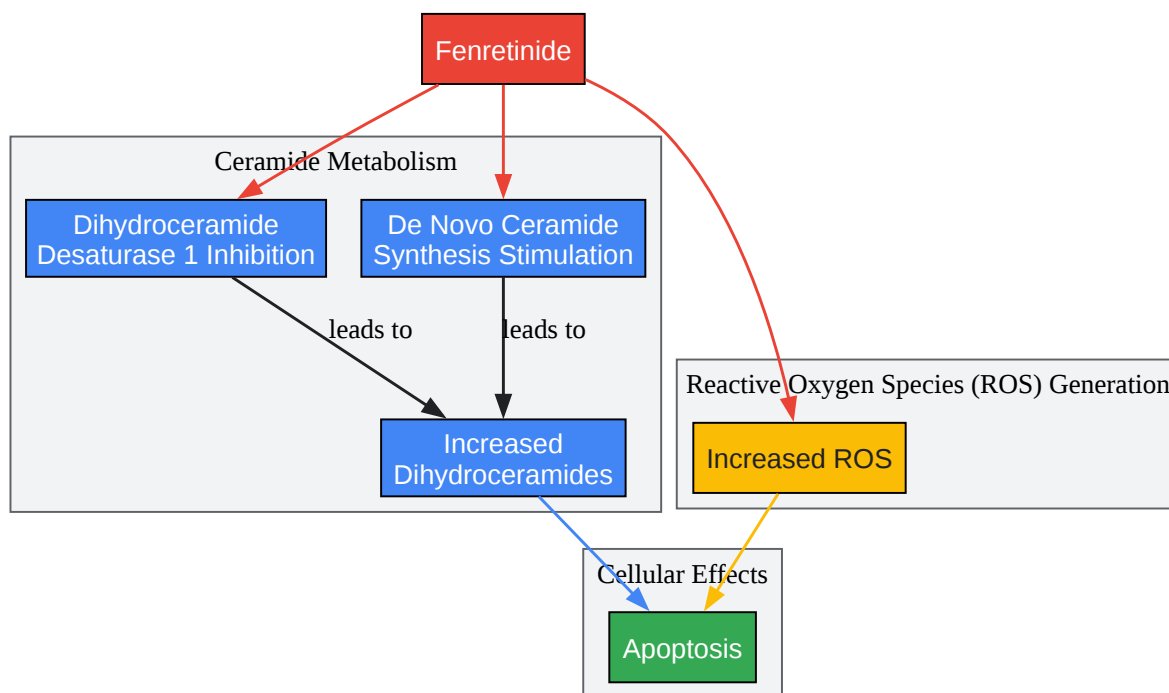 Fenretinide
Ceramide Metabolism
Dihydroceramide
Desaturase 1 Inhibition
De Novo Ceramide
Synthesis Stimulation
leads to
leads to
Reactive Oxygen Species (ROS) Generation
Increased
Dihydroceramides
Increased ROS
Cellular Effects
Apoptosis